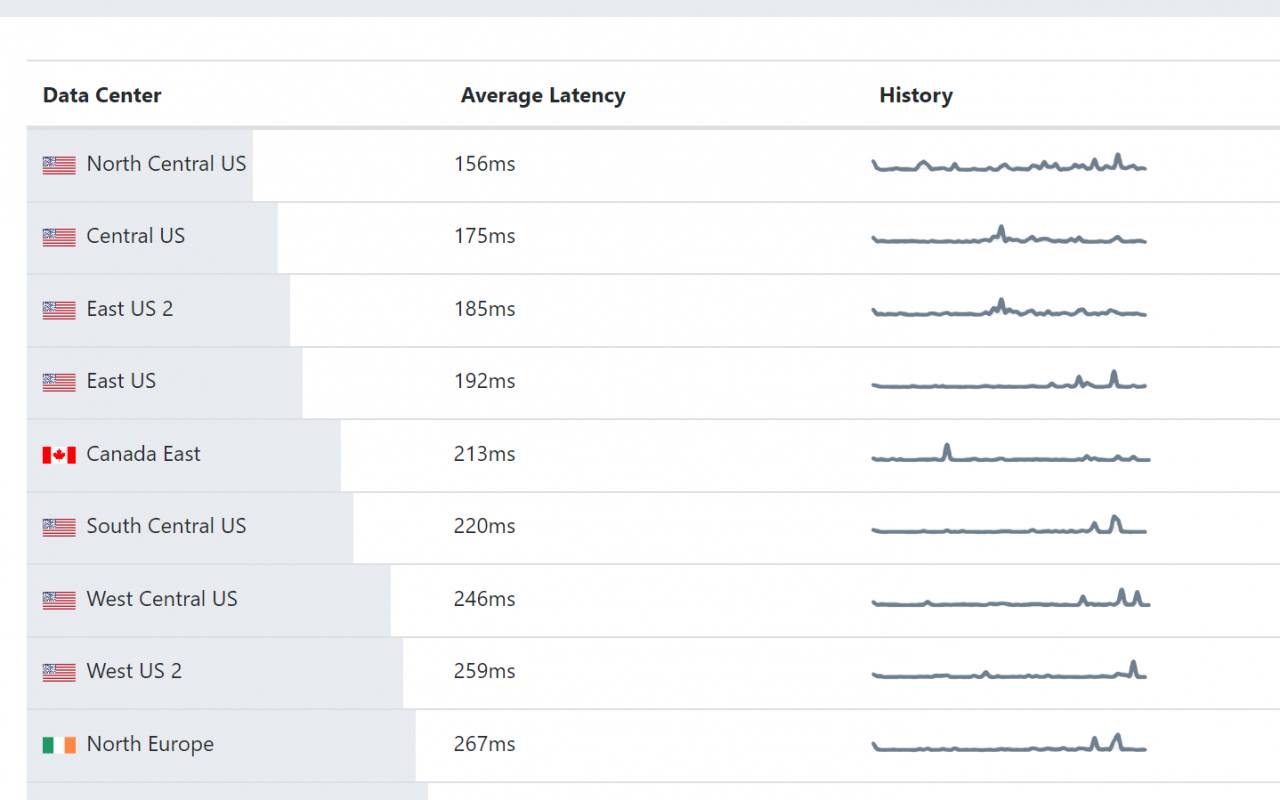 Data Center Average Latency History
North Central US 156ms
Central US 175ms
East US 2 185ms
East US 192ms
Canada East 213ms
South Central US 220ms
West Central US 246ms
West US 2 259ms
North Europe 267ms